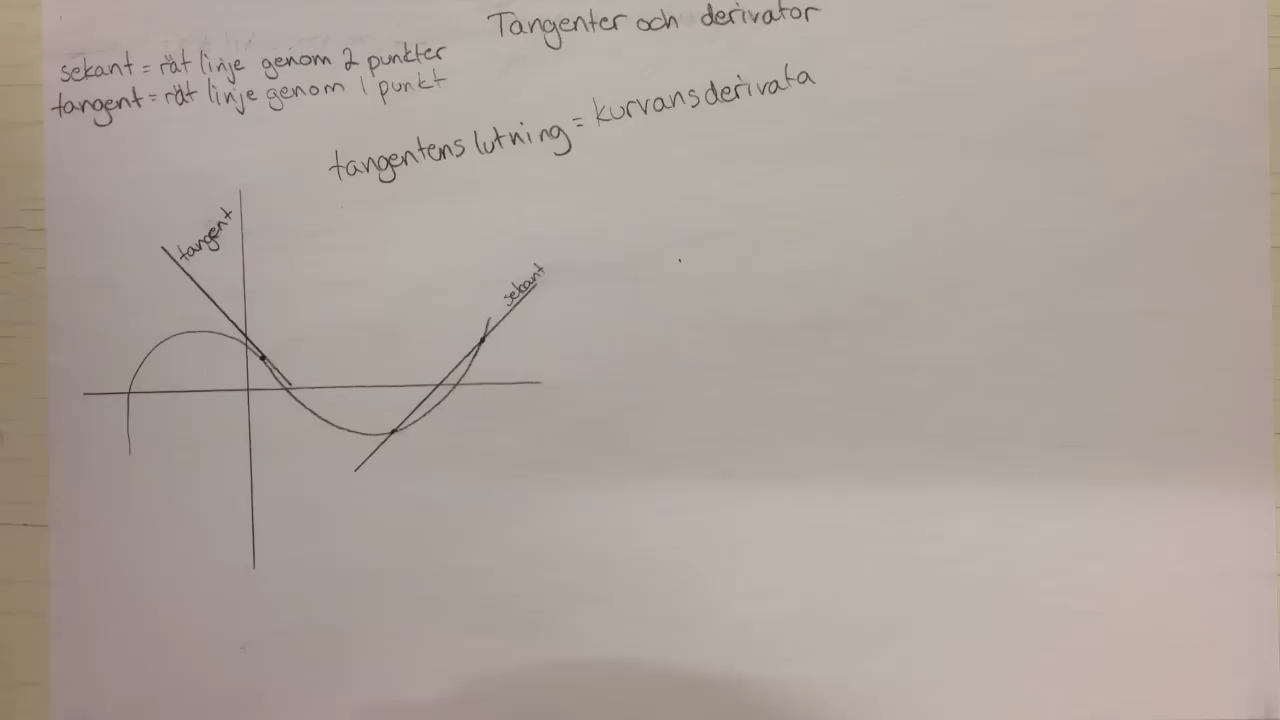 Tangenter och derivator
sekant = rät linje genom 2 punkter
tangent = rät linje genom 1 punkt
tangentens lutning = kurvans derivata
tangent
sekant